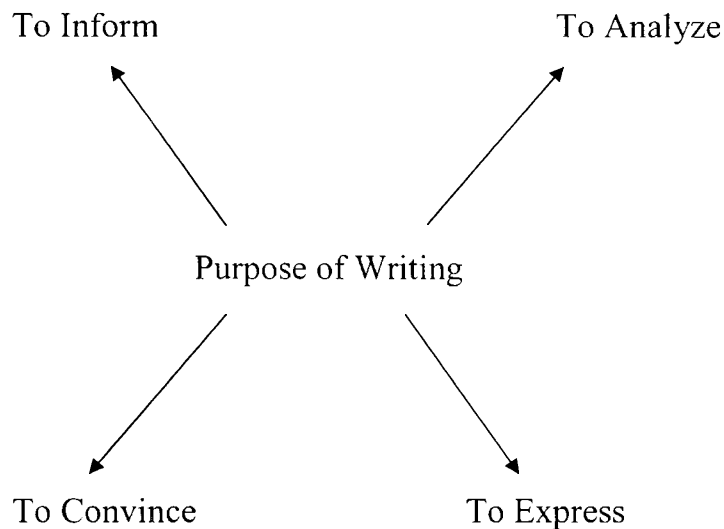 To Inform
To Analyze
Purpose of Writing
To Convince
To Express